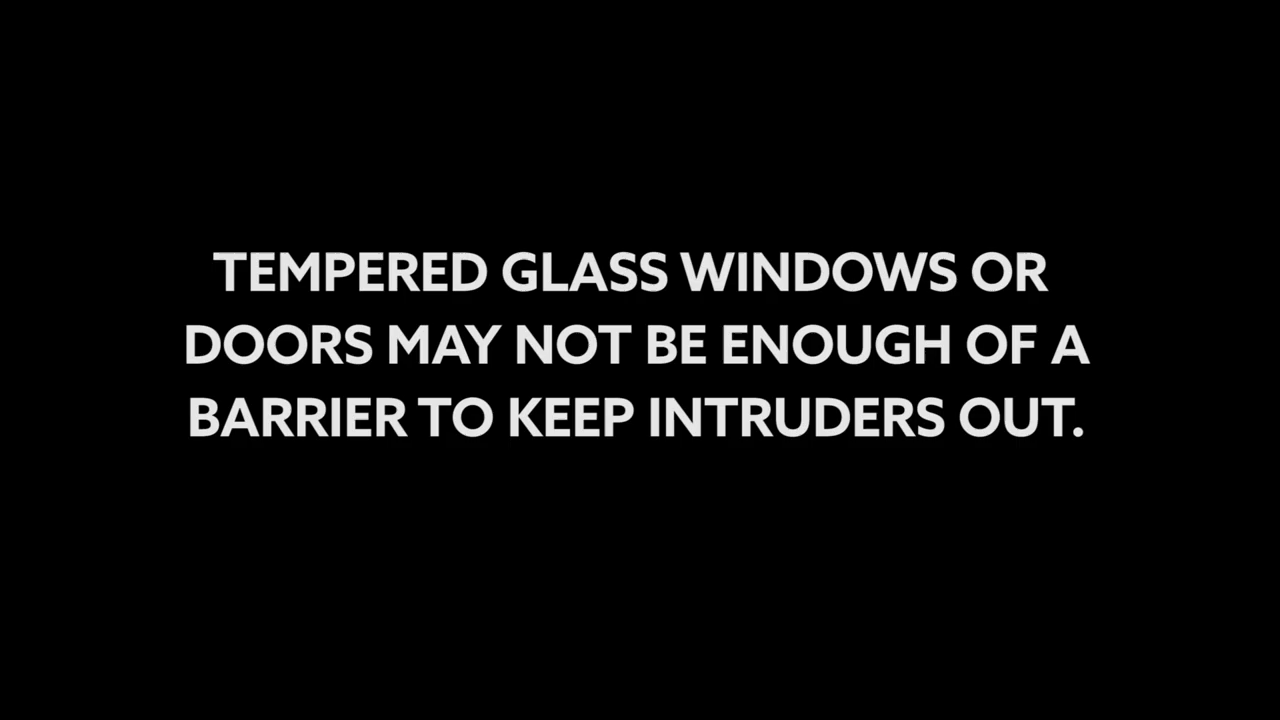 TEMPERED GLASS WINDOWS OR
DOORS MAY NOT BE ENOUGH OF A
BARRIER TO KEEP INTRUDERS OUT.